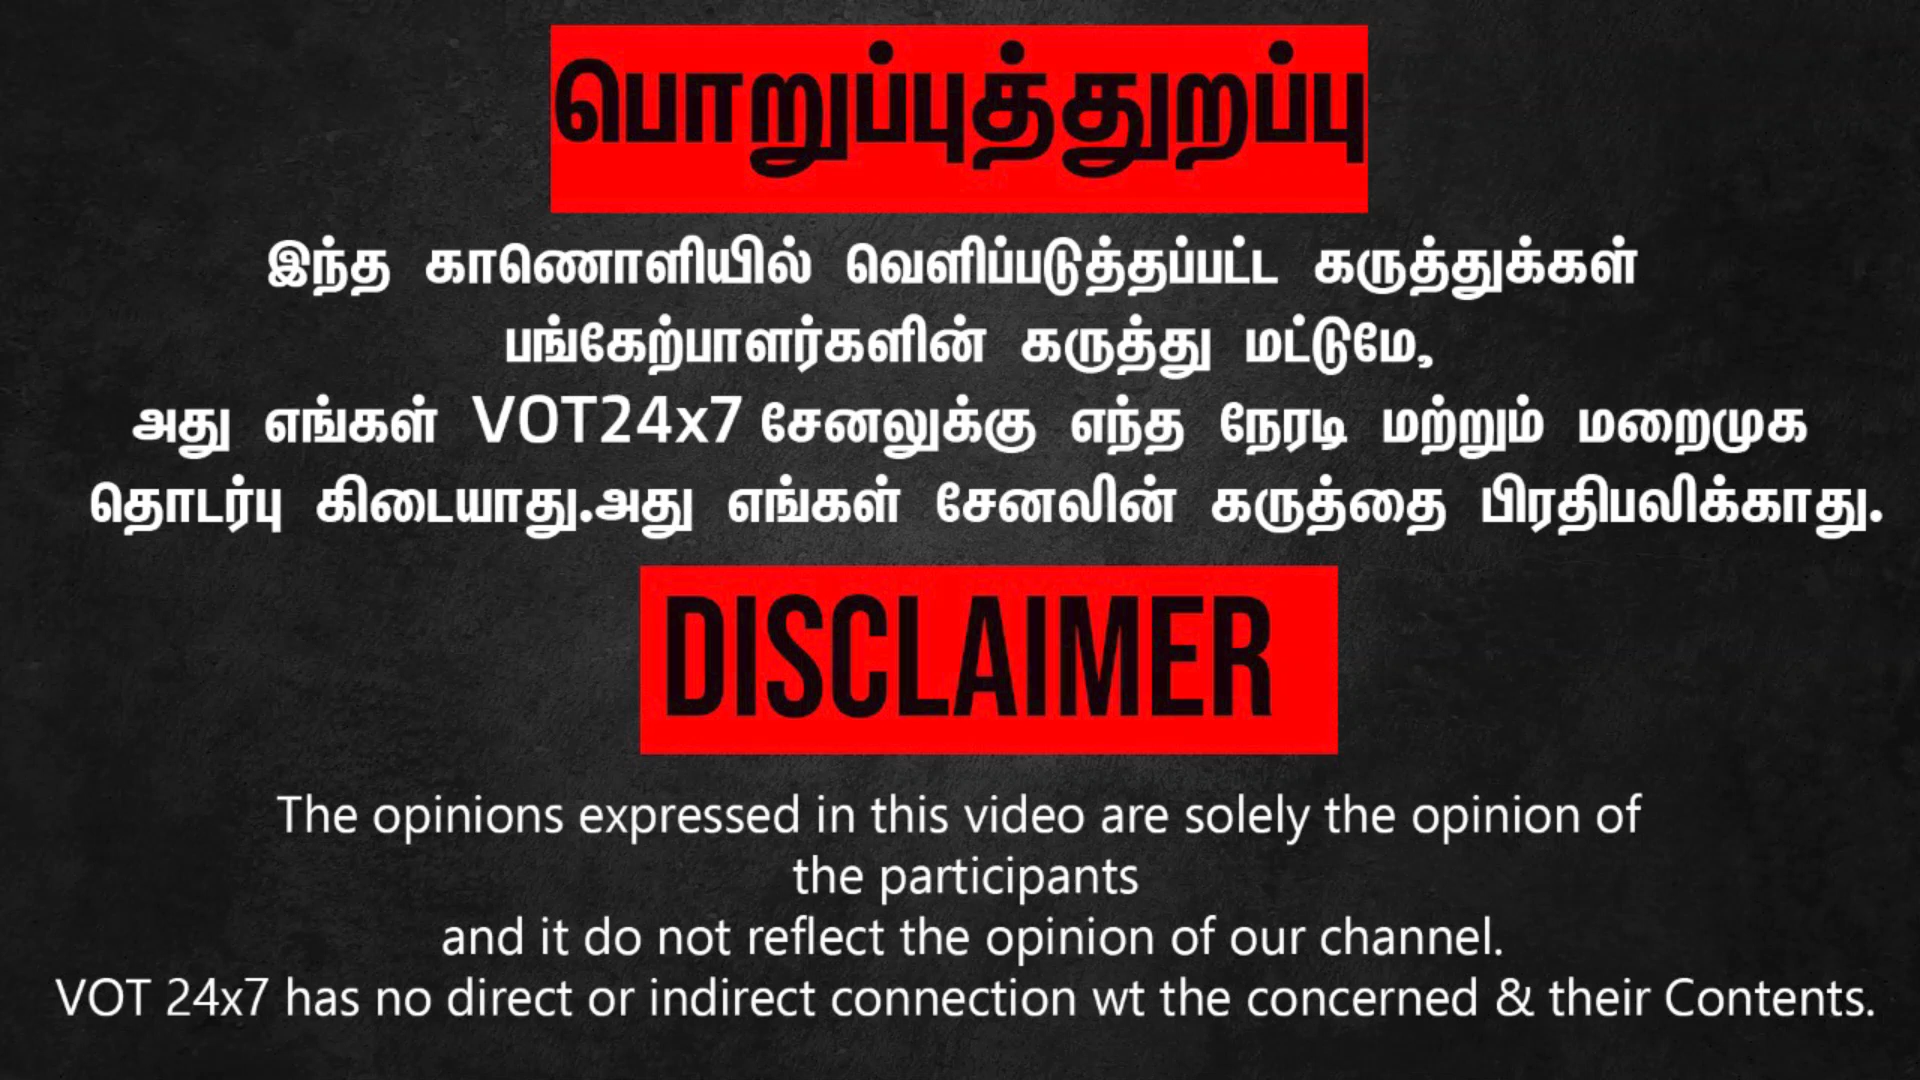 பொறுப்புத்துறப்பு
இந்த காணொளியில் வெளிப்படுத்தப்பட்ட கருத்துக்கள்
பங்கேற்பாளர்களின் கருத்து மட்டுமே,
அது எங்கள் VOT24x7 சேனலுக்கு எந்த நேரடி மற்றும் மறைமுக
தொடர்பு கிடையாது.அது எங்கள் சேனலின் கருத்தை பிரதிபலிக்காது.
DISCLAIMER
The opinions expressed in this video are solely the opinion of
the participants
and it do not reflect the opinion of our channel.
VOT 24x7 has no direct or indirect connection wt the concerned & their Contents.